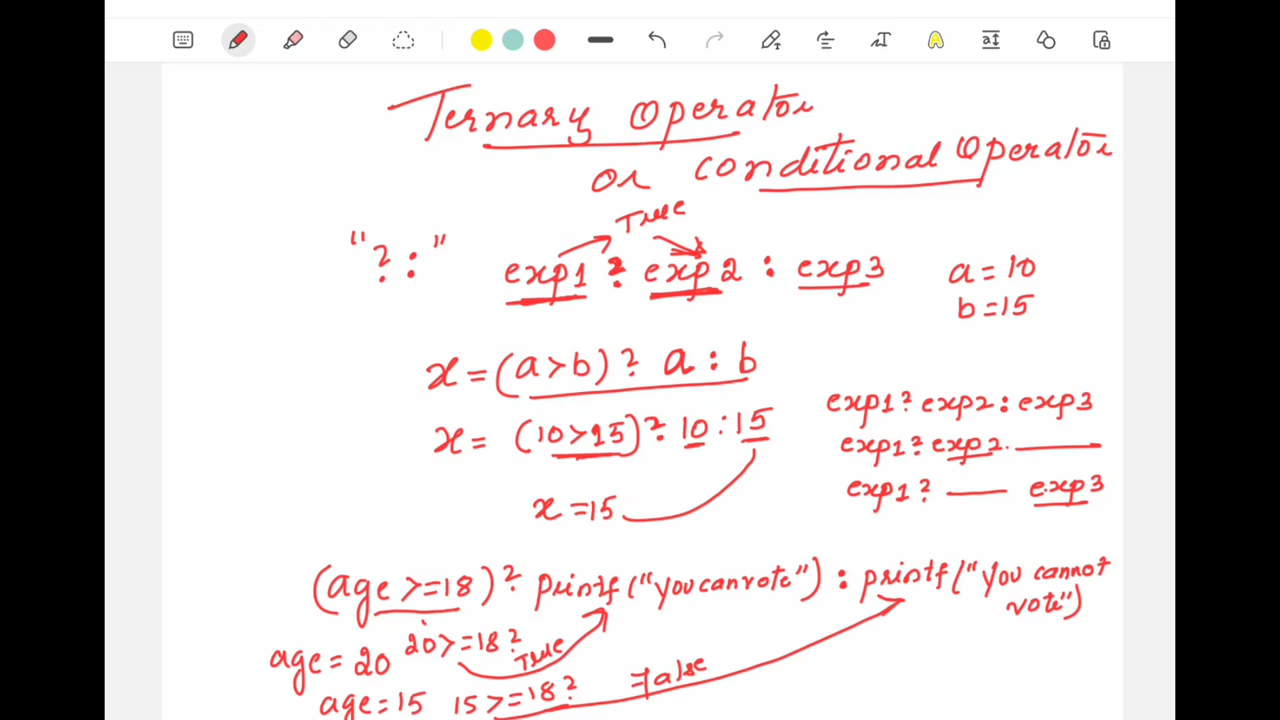 Ternary Operator
or conditional Operator
"?:"
True
exp1 ? exp2 : exp3
a = 10
b = 15
x = (a>b)? a : b
exp1? exp2 : exp3
x = (10>15)? 10 : 15
exp1? exp2.
exp1? exp3
x = 15
(age >=18)? printf("you can vote") : printf("you cannot
vote")
age = 20 20>=18? True
age = 15 15>=18? False